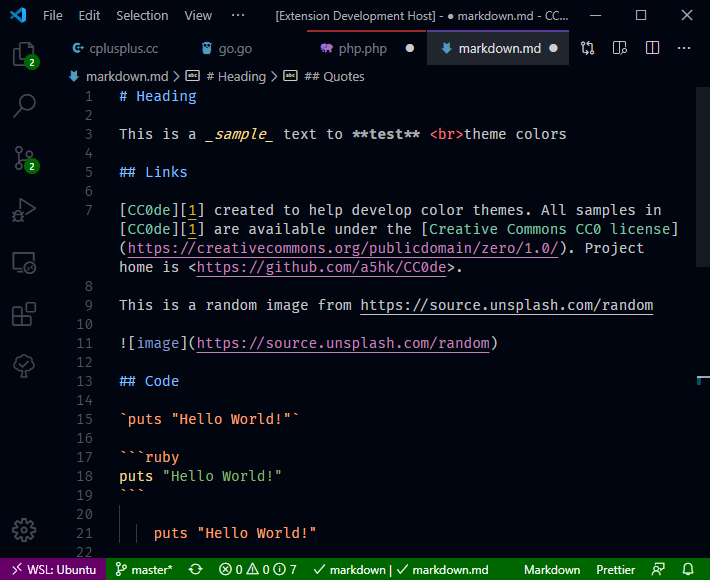 File Edit Selection View ··· [Extension Development Host] - ● markdown.md - CC...
cplusplus.cc go.go php.php ● markdown.md ● ···
markdown.md > # Heading > ## Quotes
1 # Heading
2
3 This is a _sample_ text to **test** <br>theme colors
4
5 ## Links
6
7 [CC0de][1] created to help develop color themes. All samples in
[CC0de][1] are available under the [Creative Commons CC0 license]
(https://creativecommons.org/publicdomain/zero/1.0/). Project
home is <https://github.com/a5hk/CC0de>.
8
9 This is a random image from https://source.unsplash.com/random
10
11 ![image](https://source.unsplash.com/random)
12
13 ## Code
14
15 `puts "Hello World!"`
16
17 ```ruby
18 puts "Hello World!"
19 ```
20
21 puts "Hello World!"
22
2
2
WSL: Ubuntu master* 0 0 7 markdown | markdown.md Markdown Prettier